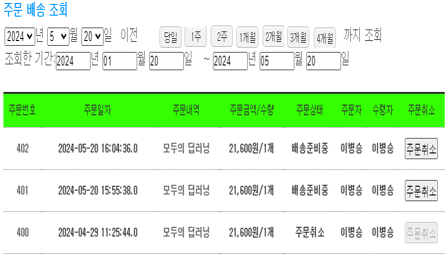 주문 배송 조회
2024 년 5 월 20 일 이전 당일 1주 2주 1개월 2개월 3개월 4개월 까지 조회
조회한 기간: 2024 년 01 월 20 일 ~ 2024 년 05 월 20 일
주문번호 주문일자 주문내역 주문금액/수량 주문상태 주문자 수령자 주문취소
402 2024-05-20 16:04:36.0 모두의 딥러닝 21,600원/1개 배송준비중 이병승 이병승 주문취소
401 2024-05-20 15:55:38.0 모두의 딥러닝 21,600원/1개 배송준비중 이병승 이병승 주문취소
400 2024-04-29 11:25:44.0 모두의 딥러닝 21,600원/1개 주문취소 이병승 이병승 주문취소